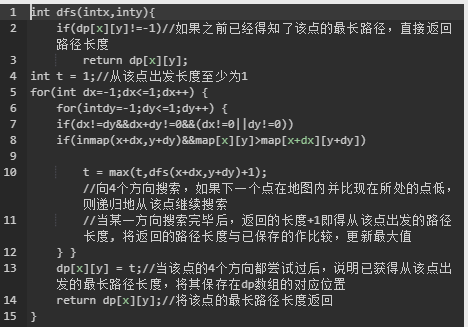 1 int dfs(intx,inty){
2 if(dp[x][y]!=-1)//如果之前已经得知了该点的最长路径，直接返回
路径长度
3 return dp[x][y];
4 int t = 1;//从该点出发长度至少为1
5 for(int dx=-1;dx<=1;dx++) {
6 for(intdy=-1;dy<=1;dy++) {
7 if(dx!=dy&&dx+dy!=0&&(dx!=0||dy!=0))
8 if(inmap(x+dx,y+dy)&&map[x][y]>map[x+dx][y+dy])
9
10 t = max(t,dfs(x+dx,y+dy)+1);
//向4个方向搜索，如果下一个点在地图内并比现在所处的点低，
则递归地从该点继续搜索
11 //当某一方向搜索完毕后，返回的长度+1即得从该点出发的路径
长度，将返回的路径长度与已保存的作比较，更新最大值
12 } }
13 dp[x][y] = t;//当该点的4个方向都尝试过后，说明已获得从该点出发
的最长路径长度，将其保存在dp数组的对应位置
14 return dp[x][y];//将该点的最长路径长度返回
15 }